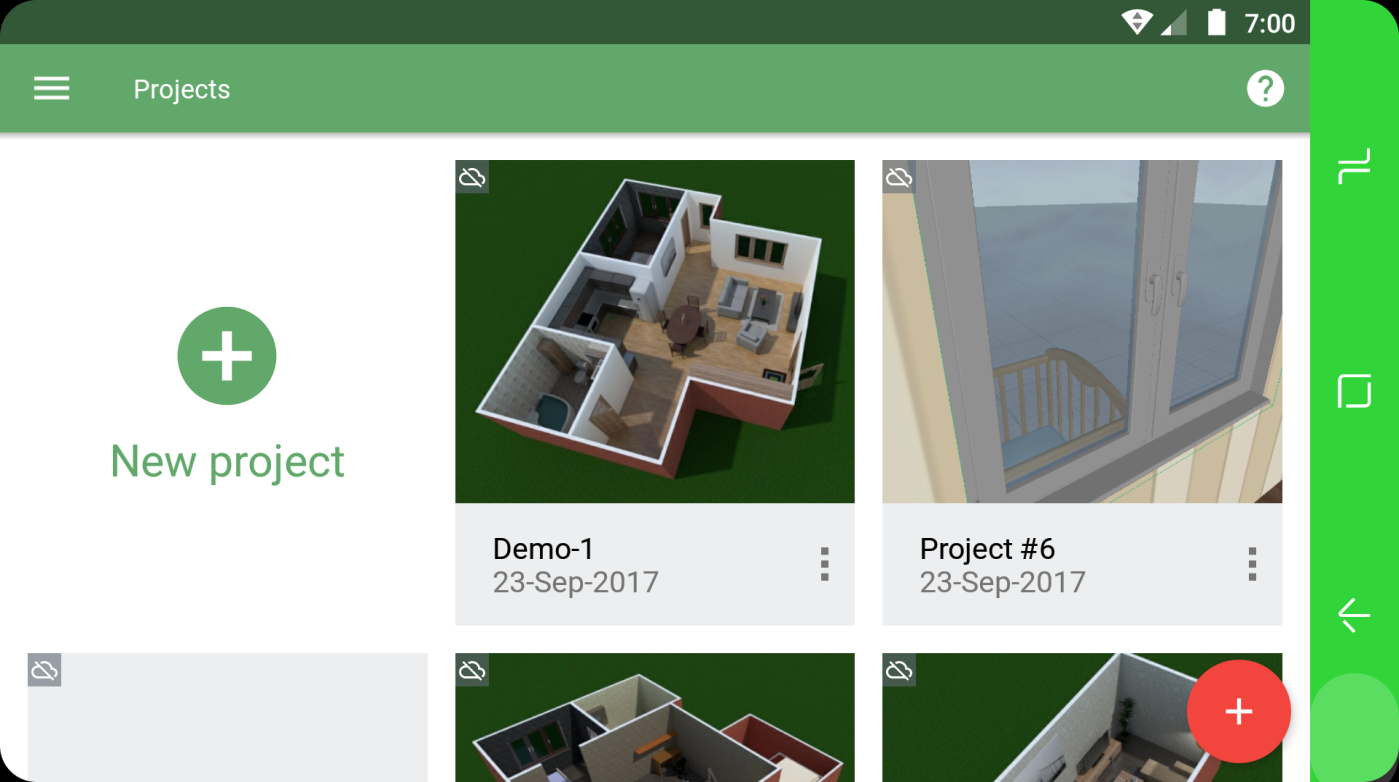 7:00
Projects
New project
Demo-1
23-Sep-2017
Project #6
23-Sep-2017